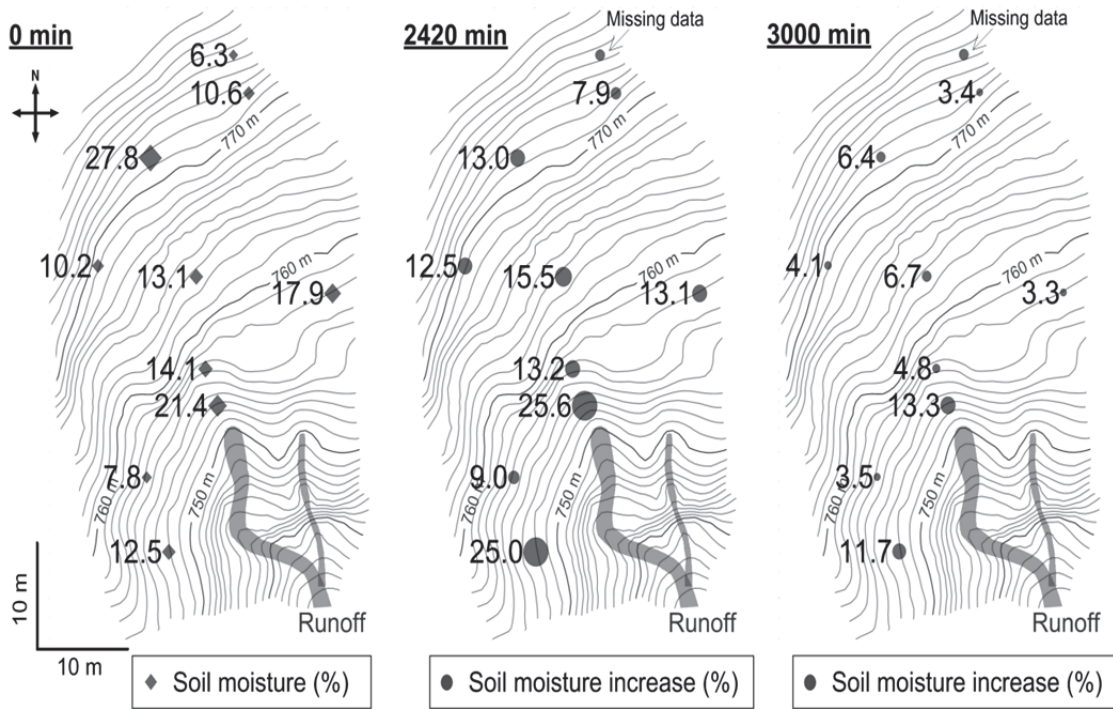 0 min
N
6.3
10.6
770 m
27.8
10.2
13.1
760 m
17.9
14.1
21.4
7.8
760 m
750 m
12.5
10 m
10 m
Runoff
Soil moisture (%)
2420 min
Missing data
7.9
770 m
13.0
12.5
15.5
760 m
13.1
13.2
25.6
9.0
760 m
750 m
25.0
Runoff
Soil moisture increase (%)
3000 min
Missing data
3.4
770 m
6.4
4.1
6.7
760 m
3.3
4.8
13.3
3.5
760 m
750 m
11.7
Runoff
Soil moisture increase (%)